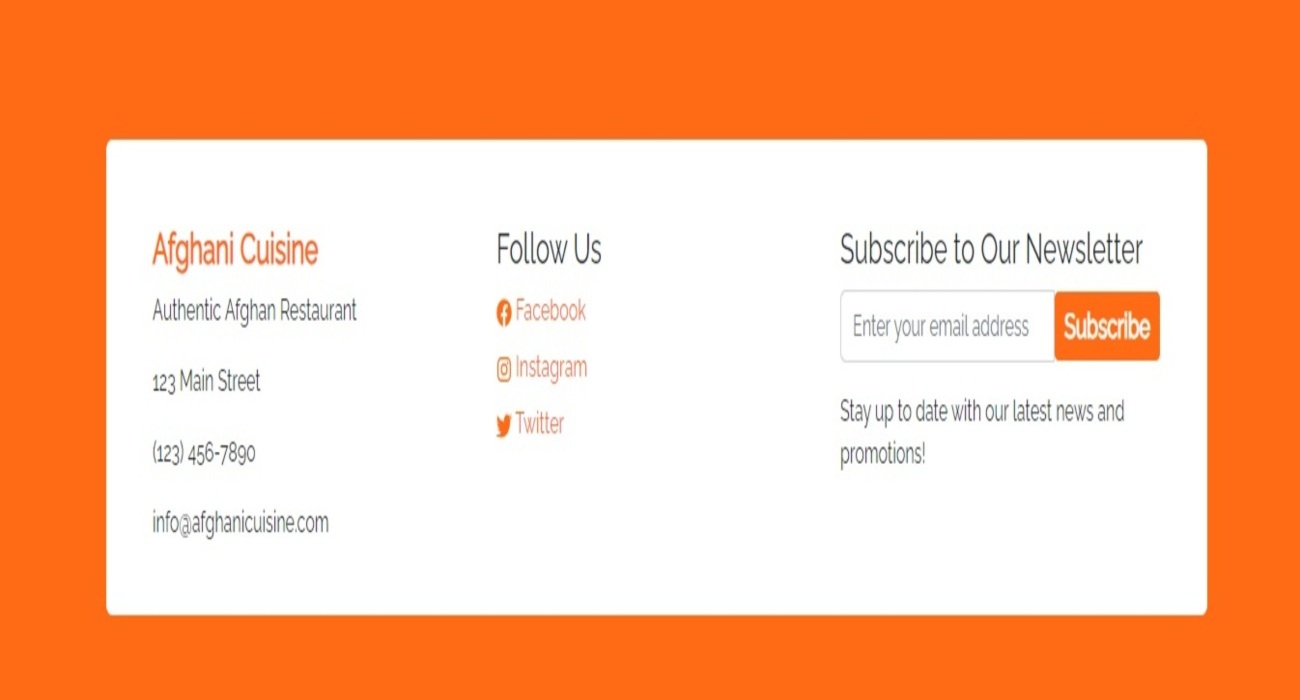 Afghani Cuisine
Authentic Afghan Restaurant
123 Main Street
(123) 456-7890
info@afghanicuisine.com
Follow Us
Facebook
Instagram
Twitter
Subscribe to Our Newsletter
Enter your email address
Subscribe
Stay up to date with our latest news and
promotions!